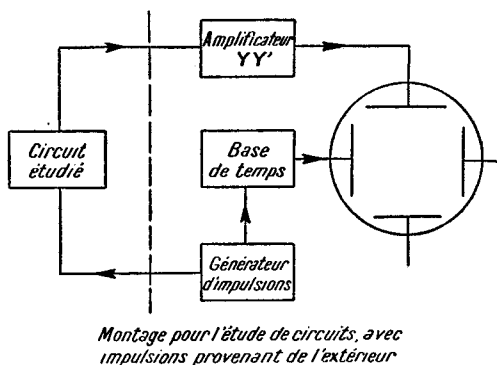 Amplificateur
YY'
Circuit
étudié
Base
de temps
Générateur
d'impulsions
Montage pour l'étude de circuits, avec
impulsions provenant de l'extérieur